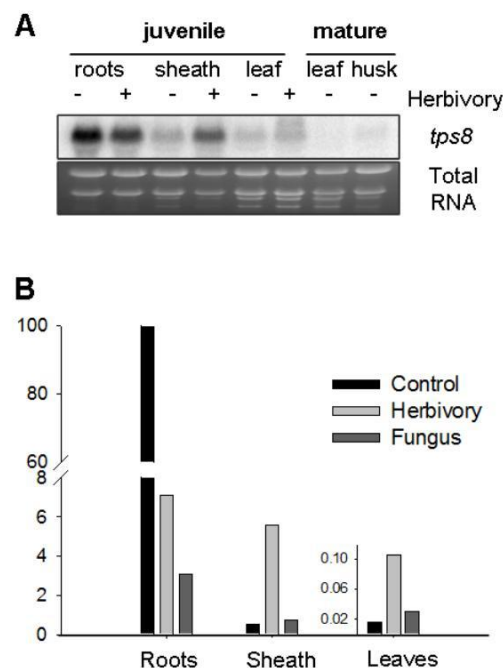 A
juvenile mature
roots sheath leaf leaf husk
- + - + - + - - Herbivory
tps8
Total
RNA
B
100
80
60
8
6
4
2
0
Control
Herbivory
Fungus
0.10
0.06
0.02
Roots Sheath Leaves